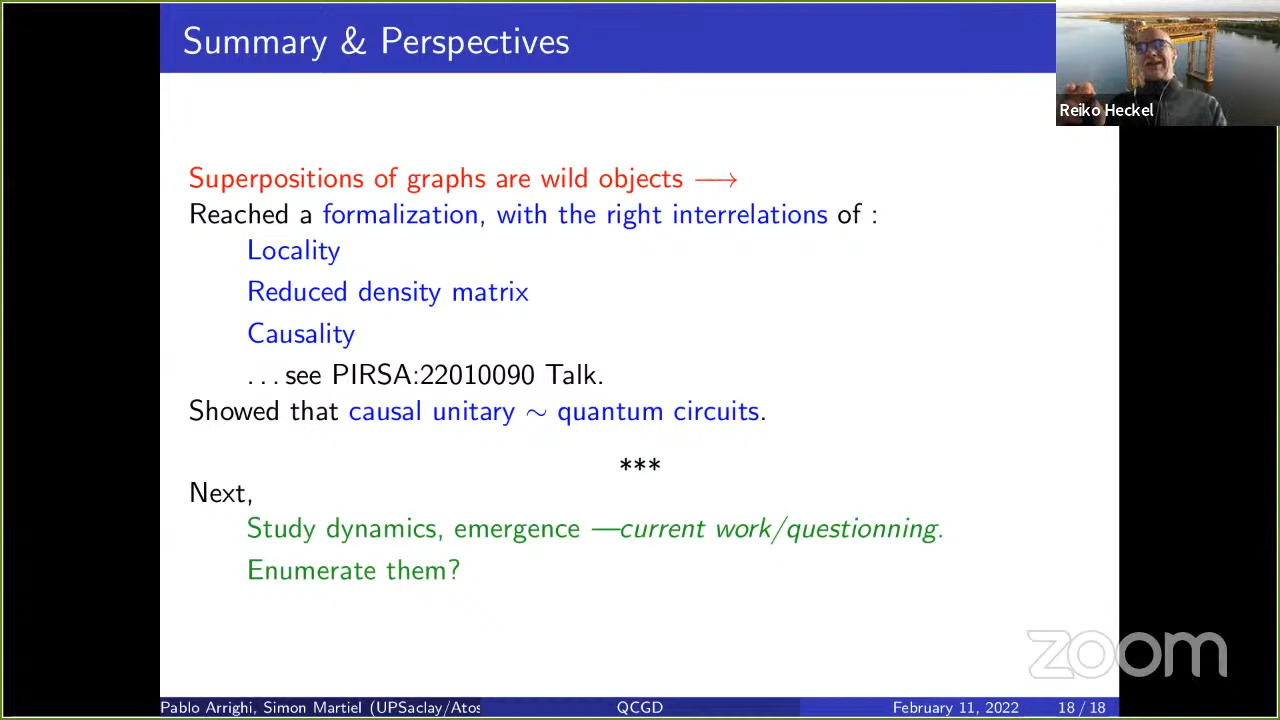 Summary & Perspectives
Reiko Heckel
Superpositions of graphs are wild objects ⟶
Reached a formalization, with the right interrelations of :
Locality
Reduced density matrix
Causality
. . . see PIRSA:22010090 Talk.
Showed that causal unitary ∼ quantum circuits.
***
Next,
Study dynamics, emergence —current work/questionning.
Enumerate them?
zoom
Pablo Arrighi, Simon Martiel (UPSaclay/Atos QCGD February 11, 2022 18 / 18